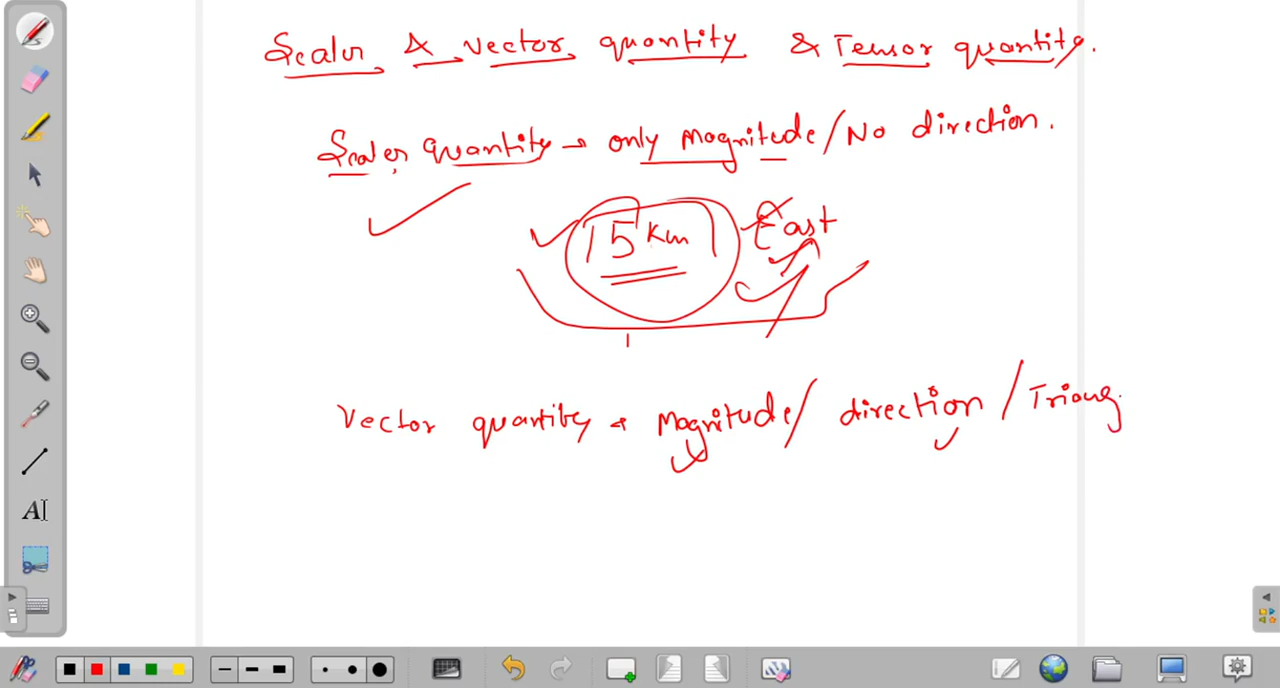 Scalar & vector quantity & Tensor quantity.
Scaler quantity → only magnitude/No direction.
15 km East
Vector quantity → Magnitude/ direction /Triang.